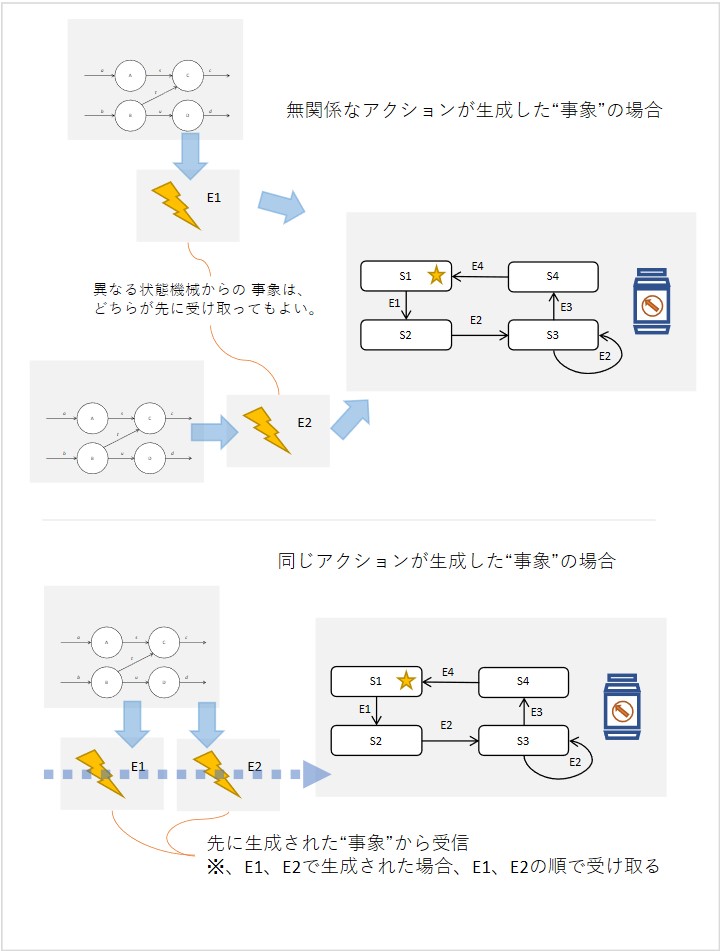 a
A
s
C
c
t
b
B
u
D
d
無関係なアクションが生成した“事象”の場合
E1
S1
E4
S4
E1
E3
S2
E2
S3
E2
異なる状態機械からの 事象は、
どちらが先に受け取ってもよい。
a
A
s
C
c
t
b
B
u
D
d
E2
同じアクションが生成した“事象”の場合
a
A
s
C
c
t
b
B
u
D
d
S1
E4
S4
E1
E3
S2
E2
S3
E2
E1
E2
先に生成された“事象”から受信
※、E1、E2で生成された場合、E1、E2の順で受け取る